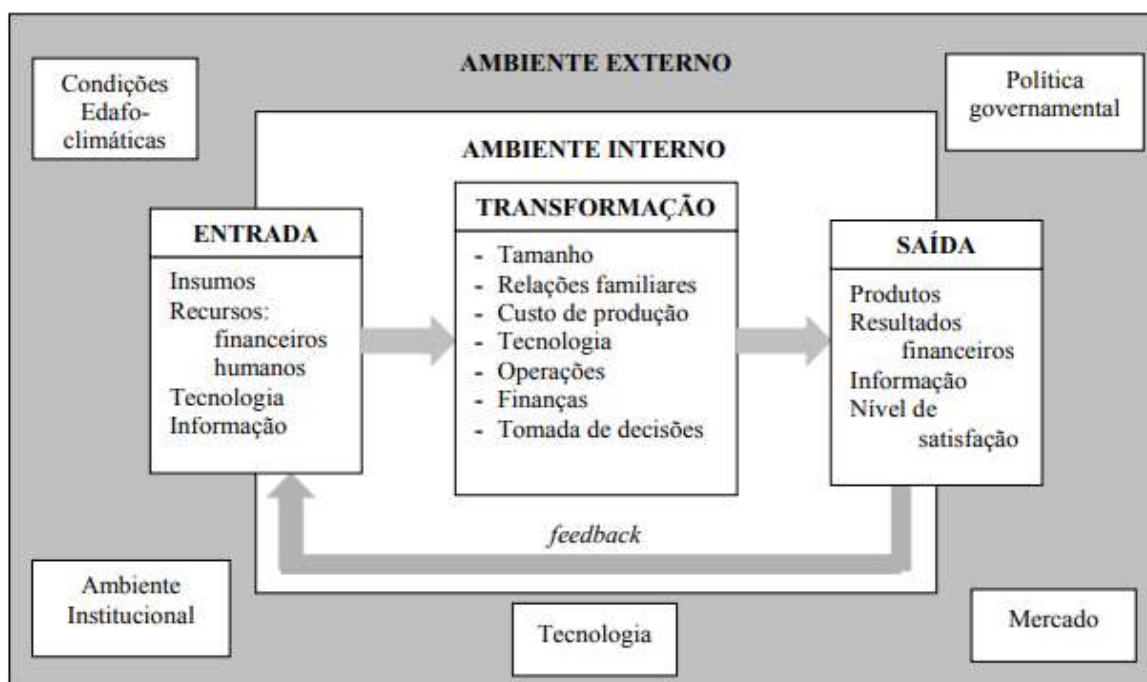 AMBIENTE EXTERNO
Condições
Edafo-
climáticas
Política
governamental
AMBIENTE INTERNO
ENTRADA
Insumos
Recursos:
financeiros
humanos
Tecnologia
Informação
TRANSFORMAÇÃO
- Tamanho
- Relações familiares
- Custo de produção
- Tecnologia
- Operações
- Finanças
- Tomada de decisões
SAÍDA
Produtos
Resultados
financeiros
Informação
Nível de
satisfação
feedback
Ambiente
Institucional
Tecnologia
Mercado